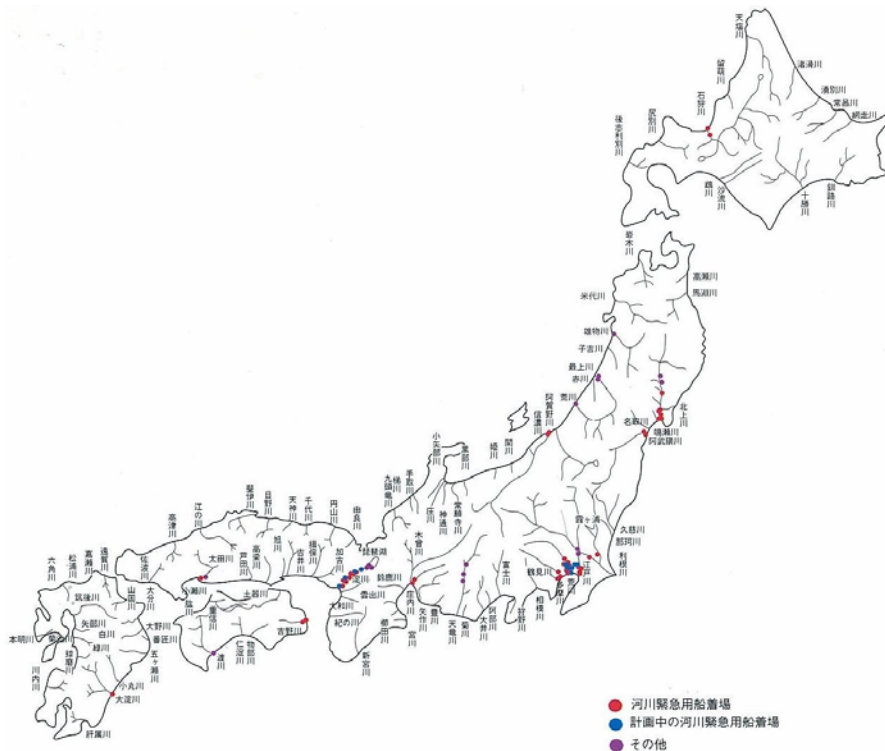 天塩川
留萌川
石狩川
尻別川
後志利別川
渚滑川
湧別川
常呂川
網走川
鵡川
沙流川
十勝川
釧路川
岩木川
高瀬川
馬淵川
米代川
雄物川
子吉川
最上川
赤川
荒川
阿賀野川
信濃川
名取川
北上川
鳴瀬川
阿武隈川
関川
姫川
黒部川
小矢部川
常願寺川
神通川
庄川
手取川
梯川
九頭竜川
由良川
円山川
千代川
天神川
日野川
斐伊川
江の川
高津川
霞ヶ浦
久慈川
那珂川
利根川
江戸川
荒川
多摩川
鶴見川
相模川
狩野川
富士川
安部川
大井川
菊川
天竜川
豊川
矢作川
庄内川
木曽川
琵琶湖
淀川
鈴鹿川
雲出川
大和川
紀の川
櫛田川
宮川
新宮川
加古川
揖保川
吉井川
旭川
高梁川
芦田川
太田川
小瀬川
佐波川
土器川
重信川
吉野川
物部川
仁淀川
渡川
遠賀川
嘉瀬川
松浦川
六角川
筑後川
山国川
大分川
大野川
番匠川
矢部川
白川
菊池川
緑川
本明川
球磨川
川内川
五ヶ瀬川
小丸川
大淀川
肝属川
河川緊急用船着場
計画中の河川緊急用船着場
その他